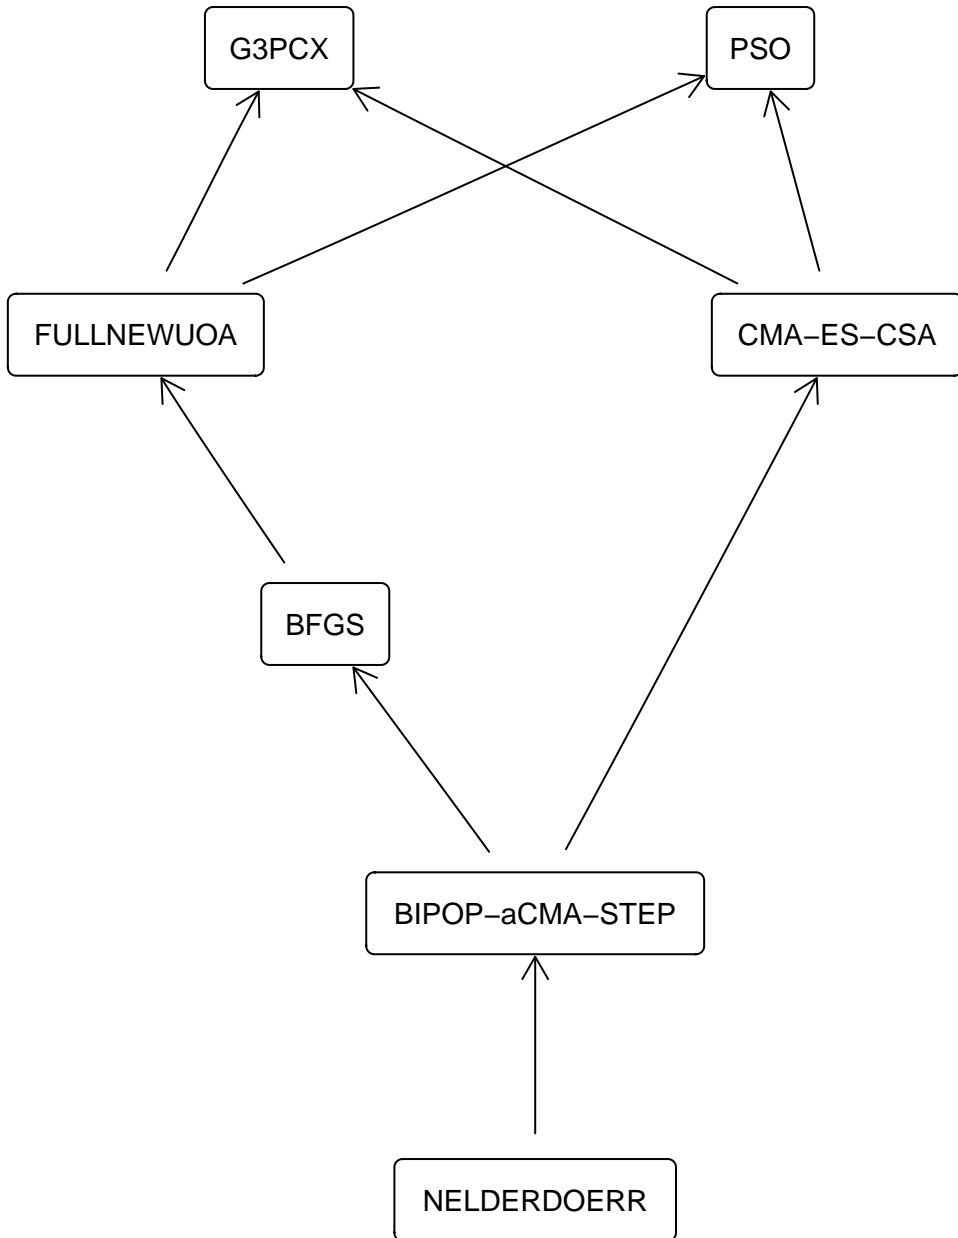 G3PCX
PSO
FULLNEWUOA
CMA−ES−CSA
BFGS
BIPOP−aCMA−STEP
NELDERDOERR